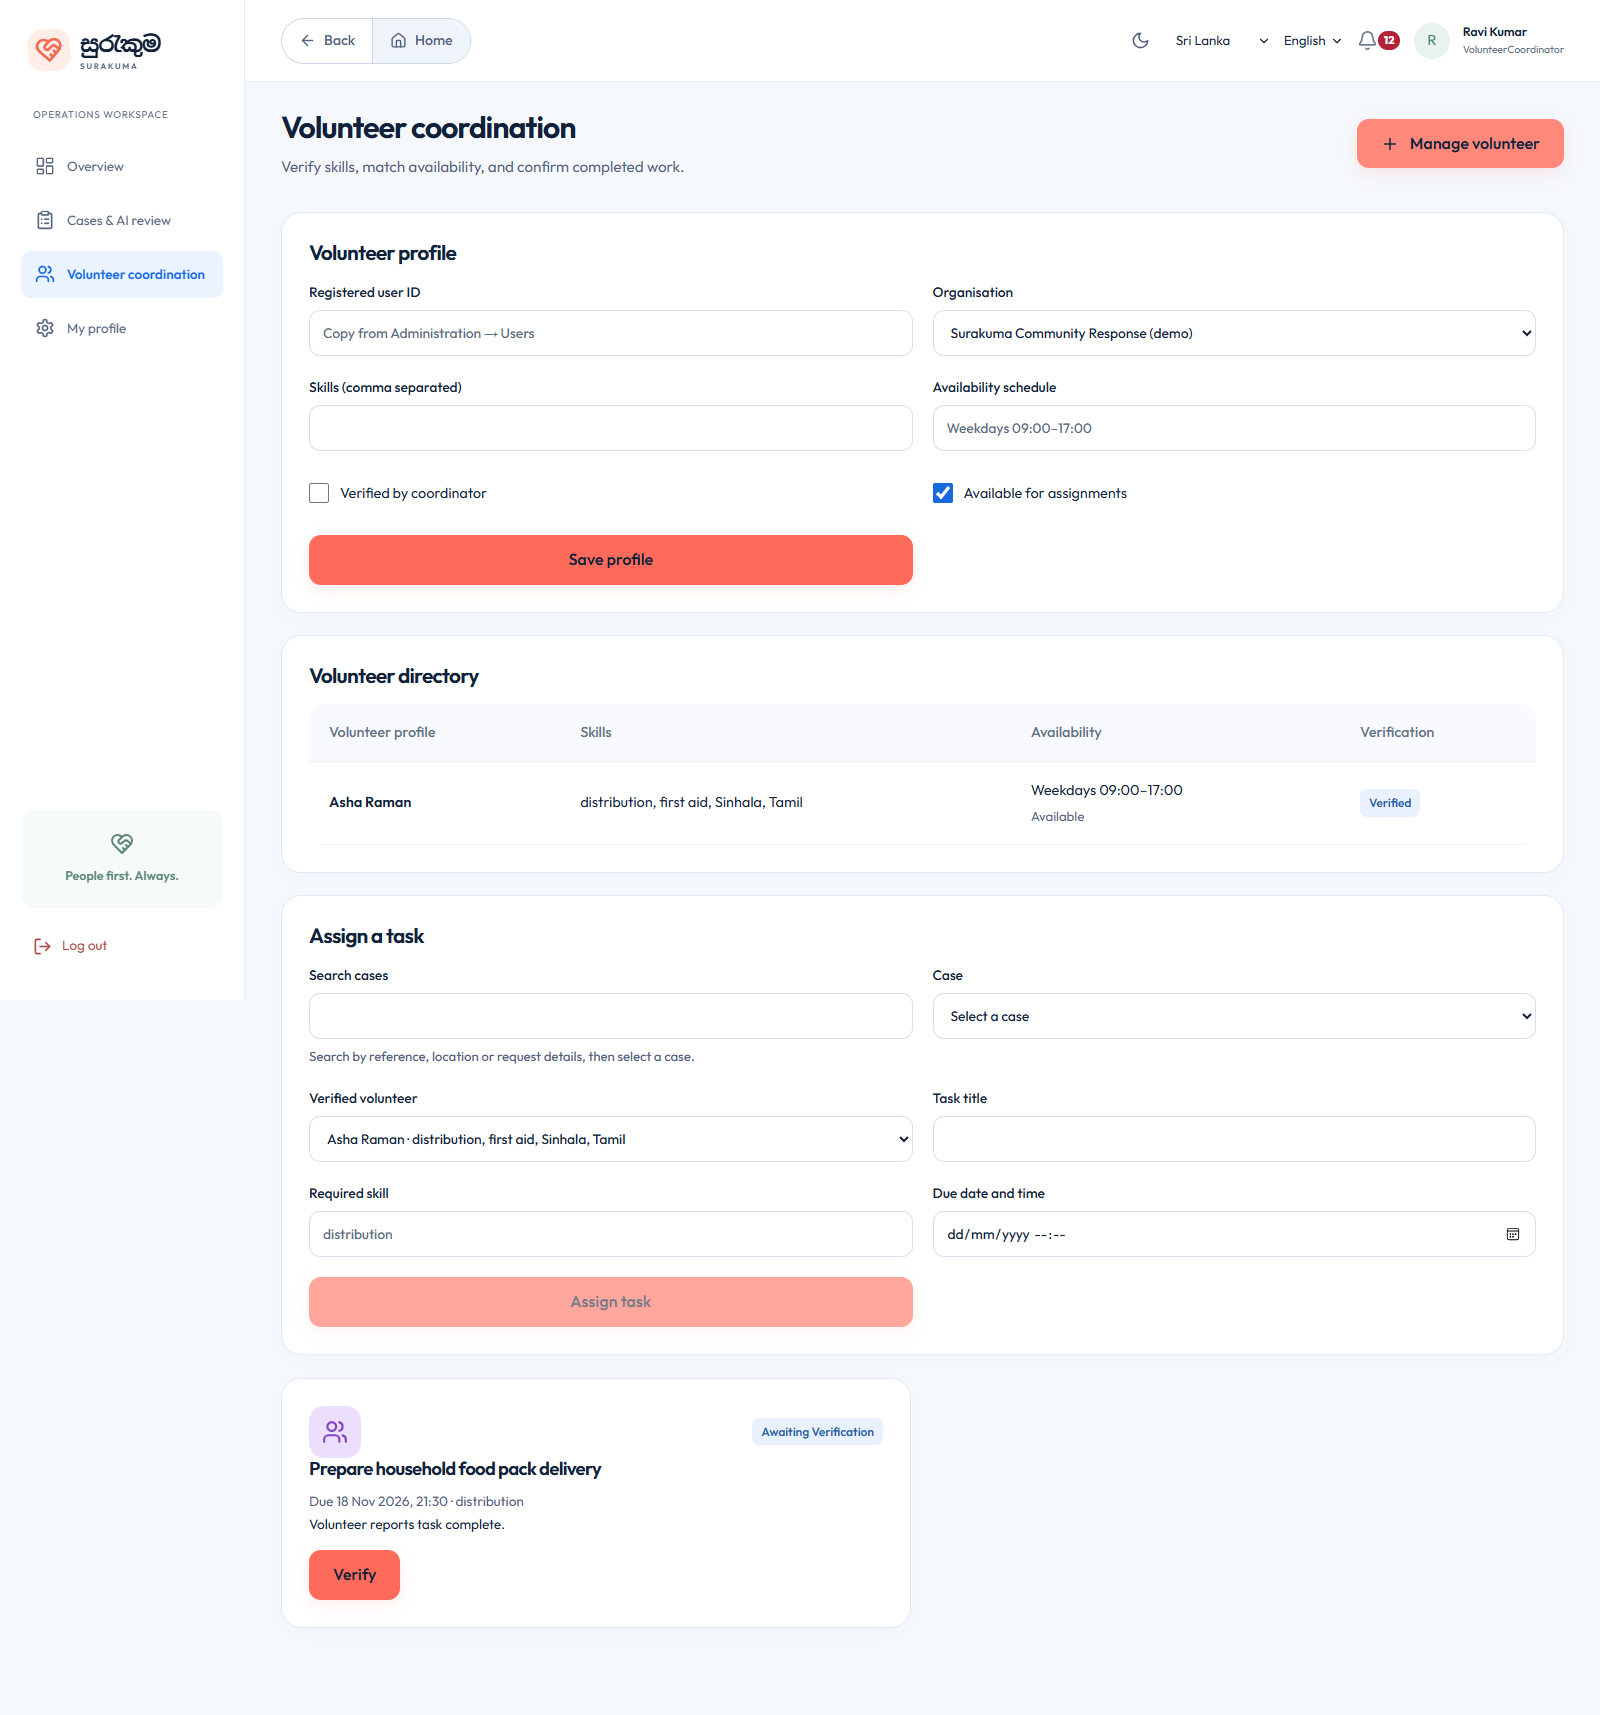 සුරැකුම
SURAKUMA
OPERATIONS WORKSPACE
Overview
Cases & AI review
Volunteer coordination
My profile
People first. Always.
Log out
Back
Home
Sri Lanka
English
12
R
Ravi Kumar
VolunteerCoordinator
Volunteer coordination
Verify skills, match availability, and confirm completed work.
+ Manage volunteer
Volunteer profile
Registered user ID
Copy from Administration → Users
Organisation
Surakuma Community Response (demo)
Skills (comma separated)
Availability schedule
Weekdays 09:00–17:00
Verified by coordinator
Available for assignments
Save profile
Volunteer directory
Volunteer profile
Skills
Availability
Verification
Asha Raman
distribution, first aid, Sinhala, Tamil
Weekdays 09:00–17:00
Available
Verified
Assign a task
Search cases
Search by reference, location or request details, then select a case.
Case
Select a case
Verified volunteer
Asha Raman · distribution, first aid, Sinhala, Tamil
Task title
Required skill
distribution
Due date and time
dd/mm/yyyy --:--
Assign task
Awaiting Verification
Prepare household food pack delivery
Due 18 Nov 2026, 21:30 · distribution
Volunteer reports task complete.
Verify